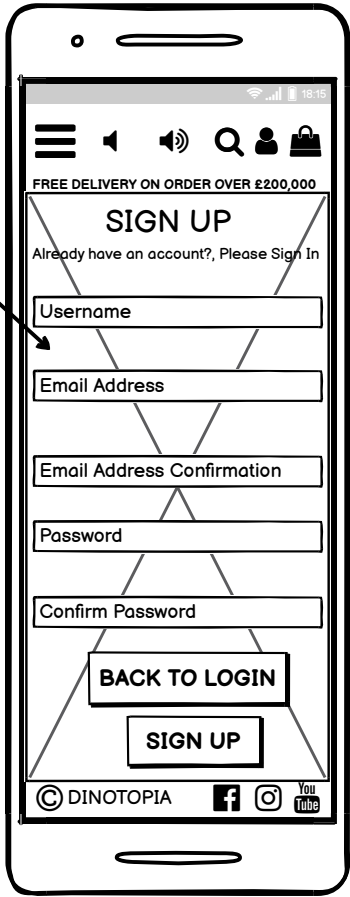 18:15
FREE DELIVERY ON ORDER OVER £200,000
SIGN UP
Already have an account?, Please Sign In
Username
Email Address
Email Address Confirmation
Password
Confirm Password
BACK TO LOGIN
SIGN UP
© DINOTOPIA
You
Tube